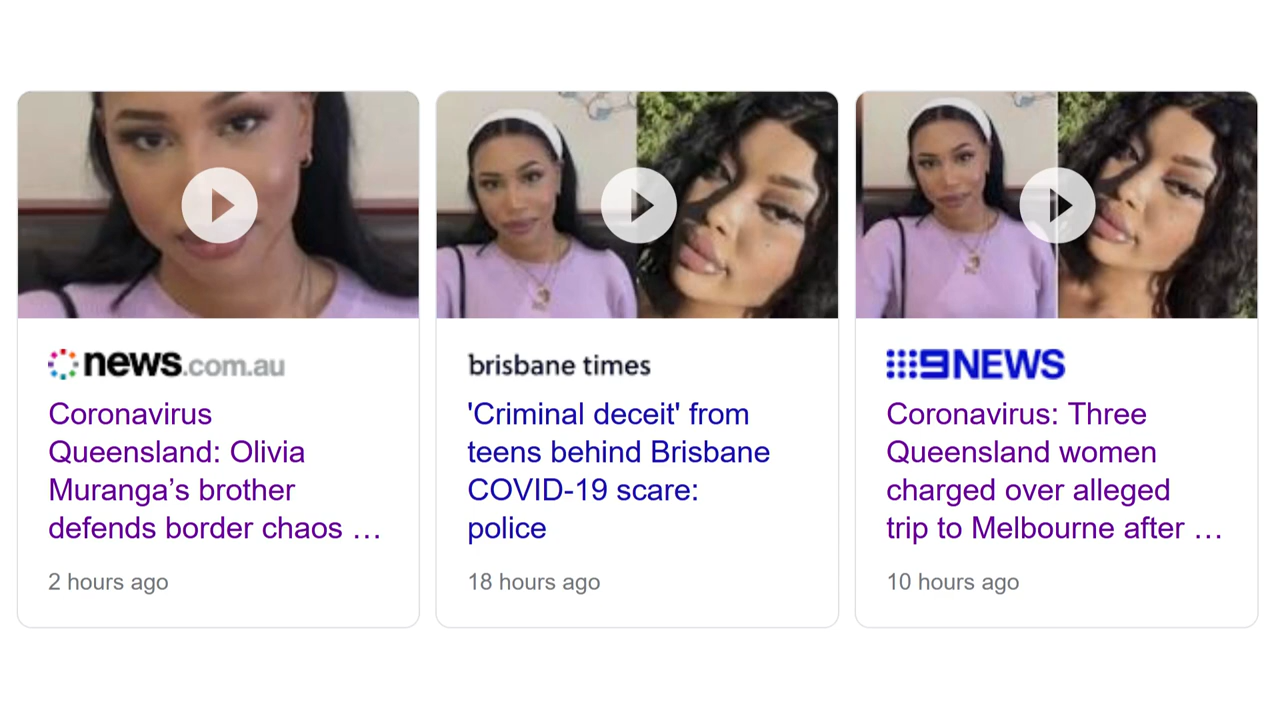 news.com.au
Coronavirus
Queensland: Olivia
Muranga’s brother
defends border chaos …
2 hours ago
brisbane times
'Criminal deceit' from
teens behind Brisbane
COVID-19 scare:
police
18 hours ago
9NEWS
Coronavirus: Three
Queensland women
charged over alleged
trip to Melbourne after …
10 hours ago